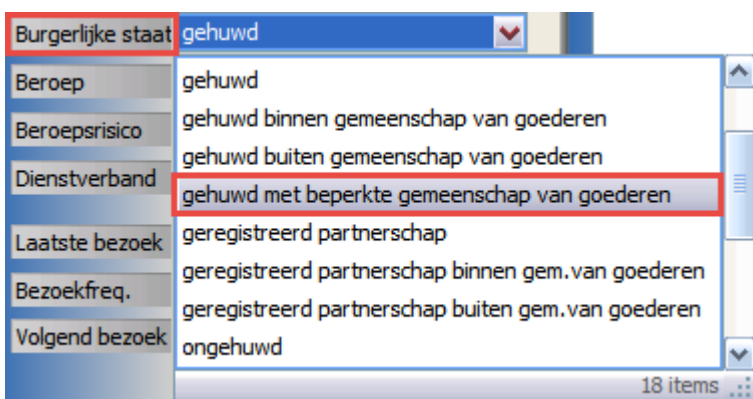 Burgerlijke staat gehuwd
Beroep
Beroepsrisico
Dienstverband
Laatste bezoek
Bezoekfreq.
Volgend bezoek
gehuwd
gehuwd binnen gemeenschap van goederen
gehuwd buiten gemeenschap van goederen
gehuwd met beperkte gemeenschap van goederen
geregistreerd partnerschap
geregistreerd partnerschap binnen gem.van goederen
geregistreerd partnerschap buiten gem.van goederen
ongehuwd
18 items